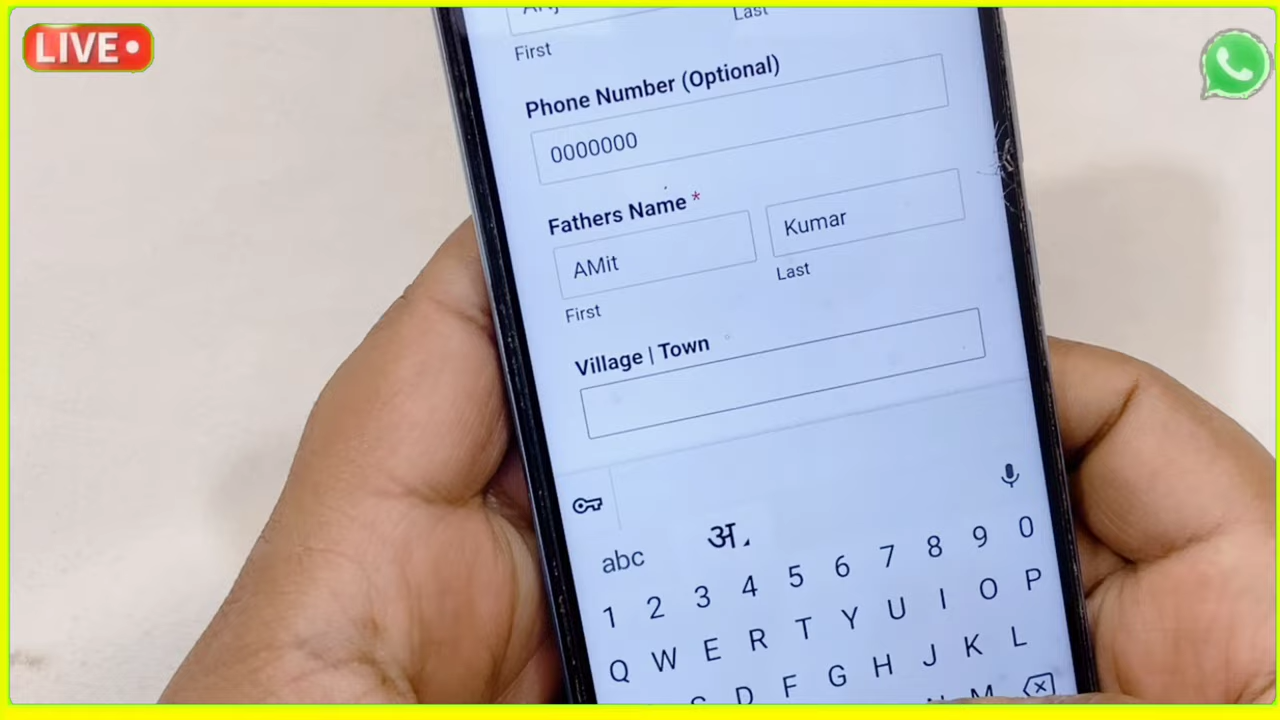 LIVE
Last
First
Phone Number (Optional)
0000000
Fathers Name *
AMit
Kumar
First
Last
Village | Town
abc
अ
1 2 3 4 5 6 7 8 9 0
Q W E R T Y U I O P
D F G H J K L